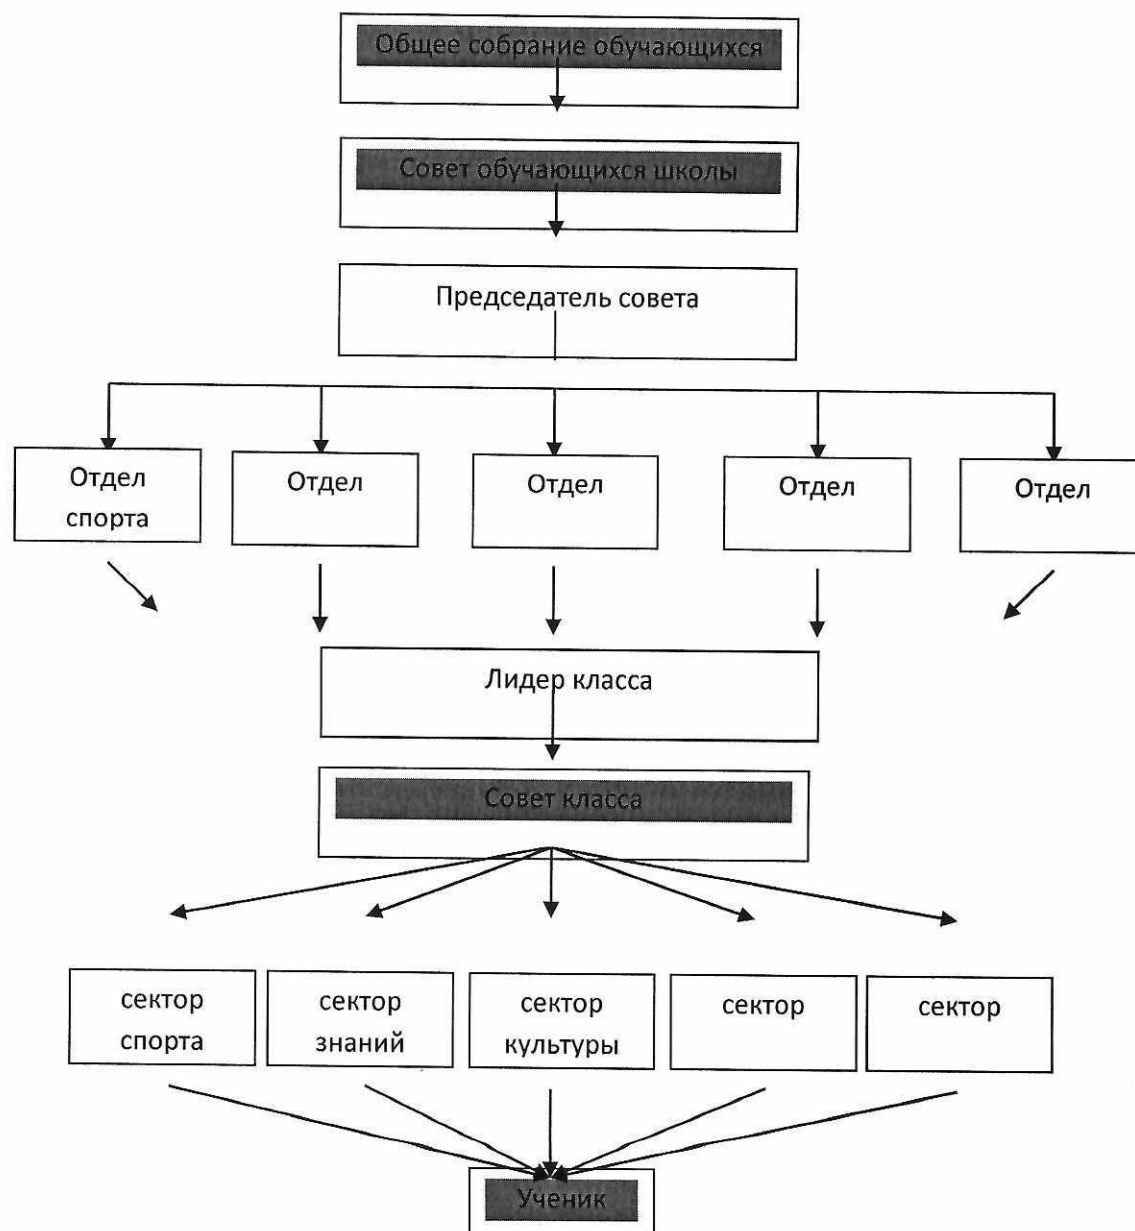 Общее собрание обучающихся
Совет обучающихся школы
Председатель совета
Отдел
спорта
Отдел
Отдел
Отдел
Отдел
Лидер класса
Совет класса
сектор
спорта
сектор
знаний
сектор
культуры
сектор
сектор
Ученик